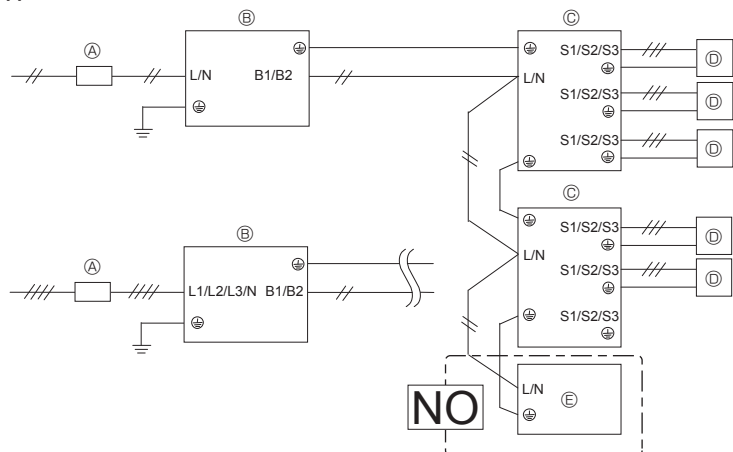 Ⓐ
Ⓑ
L/N B1/B2
Ⓒ
L/N
S1/S2/S3
S1/S2/S3
S1/S2/S3
Ⓓ
Ⓓ
Ⓓ
Ⓐ
Ⓑ
L1/L2/L3/N B1/B2
Ⓒ
L/N
S1/S2/S3
S1/S2/S3
S1/S2/S3
Ⓓ
Ⓓ
NO
L/N
Ⓔ